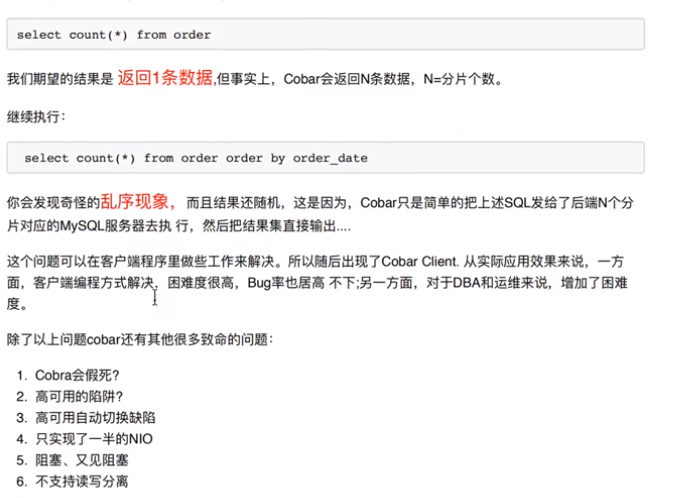 select count(*) from order
我们期望的结果是 返回1条数据,但事实上，Cobar会返回N条数据，N=分片个数。
继续执行：
select count(*) from order order by order_date
你会发现奇怪的乱序现象，而且结果还随机，这是因为，Cobar只是简单的把上述SQL发给了后端N个分
片对应的MySQL服务器去执 行，然后把结果集直接输出....
这个问题可以在客户端程序里做些工作来解决。所以随后出现了Cobar Client. 从实际应用效果来说，一方
面，客户端编程方式解决，困难度很高，Bug率也居高 不下;另一方面，对于DBA和运维来说，增加了困难
度。
除了以上问题cobar还有其他很多致命的问题：
1. Cobra会假死?
2. 高可用的陷阱?
3. 高可用自动切换缺陷
4. 只实现了一半的NIO
5. 阻塞、又见阻塞
6. 不支持读写分离